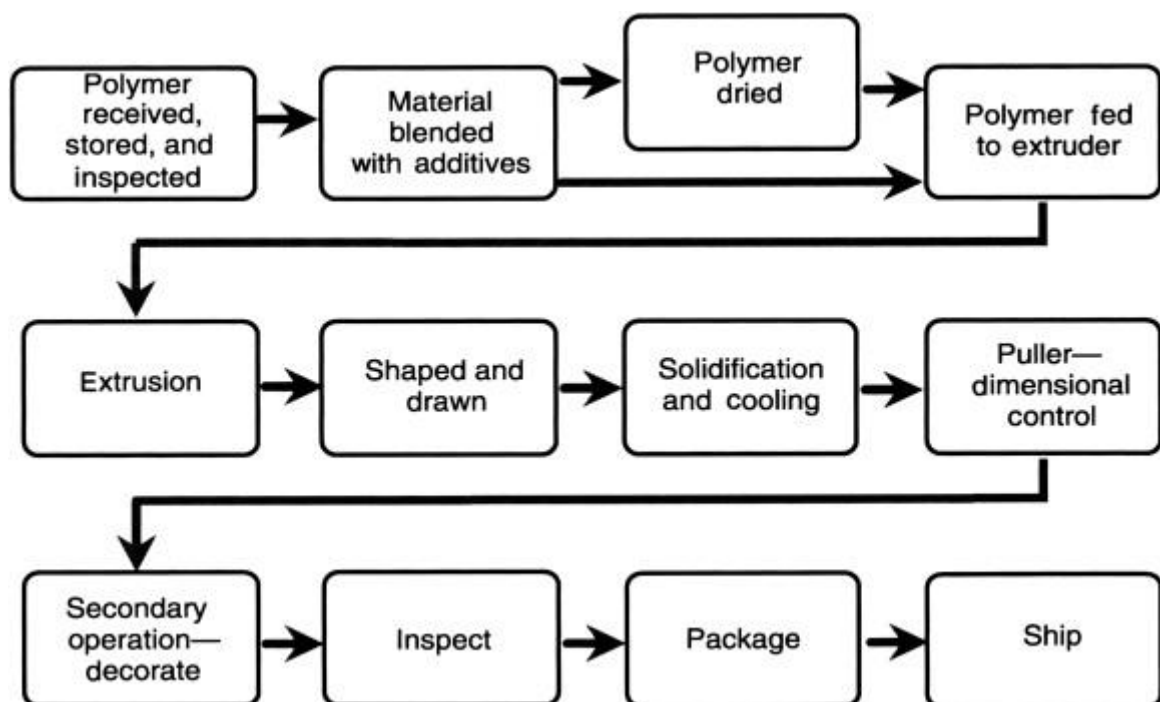 Polymer
received,
stored, and
inspected
Material
blended
with additives
Polymer
dried
Polymer fed
to extruder
Extrusion
Shaped and
drawn
Solidification
and cooling
Puller—
dimensional
control
Secondary
operation—
decorate
Inspect
Package
Ship